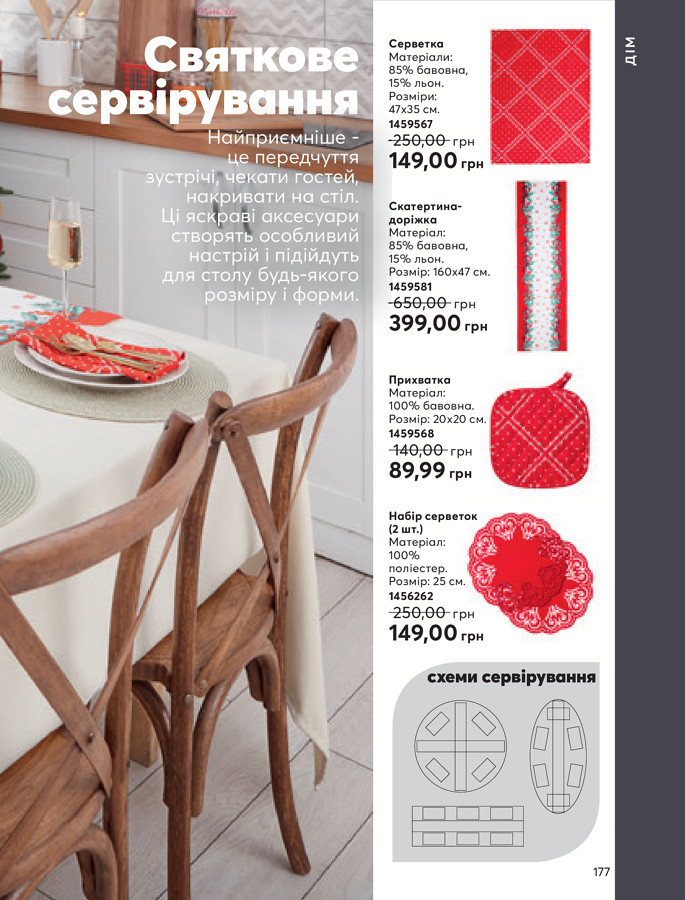 Святкове
сервірування
Найприємніше -
це передчуття
зустрічі, чекати гостей,
накривати на стіл.
Ці яскраві аксесуари
створять особливий
настрій і підійдуть
для столу будь-якого
розміру і форми.
Серветка
Матеріали:
85% бавовна,
15% льон.
Розміри:
47x35 см.
1459567
250,00 грн
149,00 грн
Скатертина-
доріжка
Матеріал:
85% бавовна,
15% льон.
Розмір: 160x47 см.
1459581
650,00 грн
399,00 грн
Прихватка
Матеріал:
100% бавовна.
Розмір: 20x20 см.
1459568
140,00 грн
89,99 грн
Набір серветок
(2 шт.)
Матеріал:
100%
поліестер.
Розмір: 25 см.
1456262
250,00 грн
149,00 грн
схеми сервірування
ДІМ
177